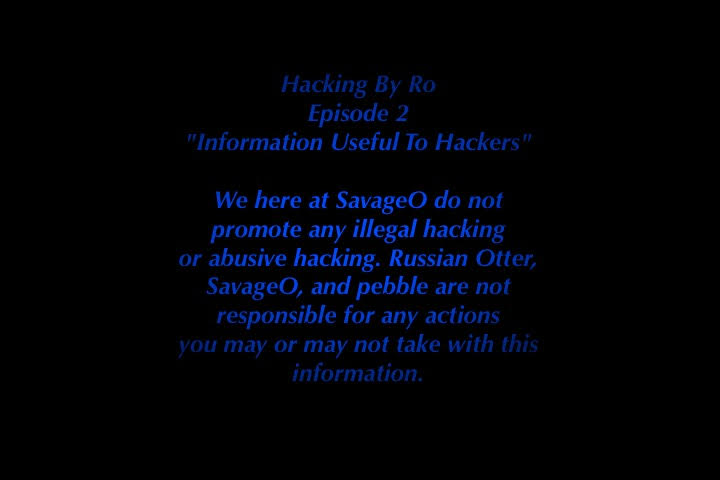 Hacking By Ro
Episode 2
"Information Useful To Hackers"
We here at SavageO do not
promote any illegal hacking
or abusive hacking. Russian Otter,
SavageO, and pebble are not
responsible for any actions
you may or may not take with this
information.